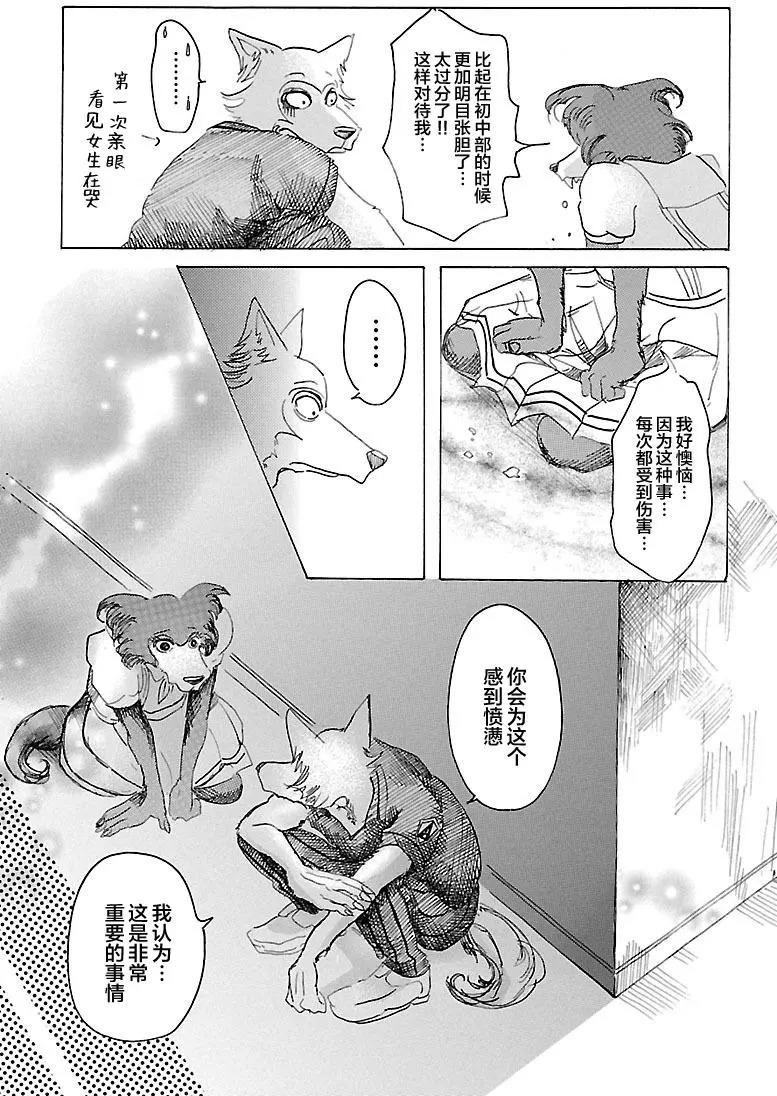 比起在初中部的时候
更加明目张胆了…
太过分了!!
这样对待我…
………
第一次亲眼
看见女生在哭
我好懊恼…
因为这种事…
每次都受到伤害…
……
你会为这个
感到愤懑
我认为…
这是非常
重要的事情